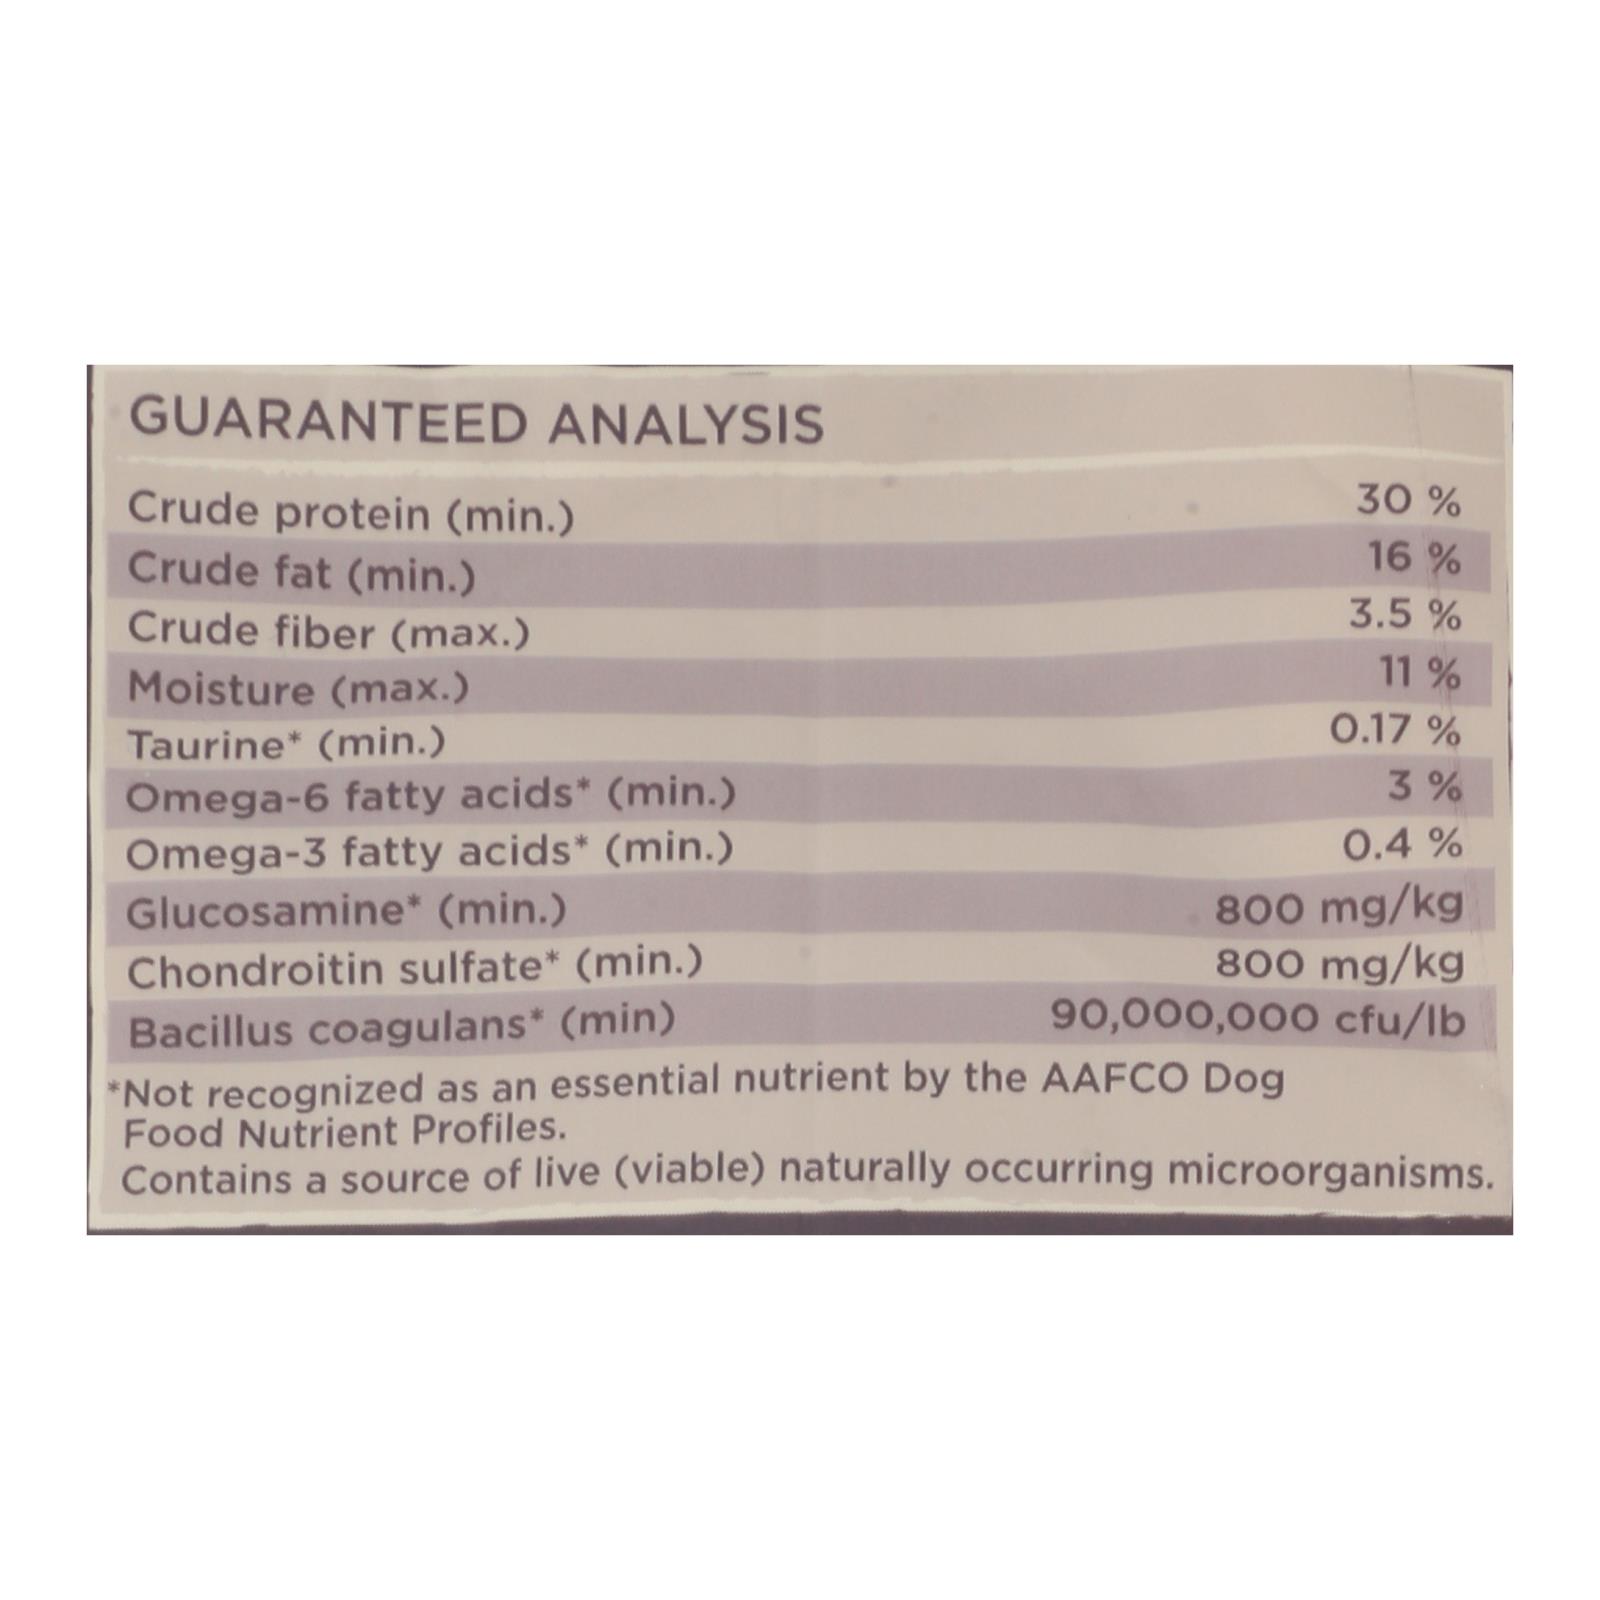 GUARANTEED ANALYSIS
Crude protein (min.) 30 %
Crude fat (min.) 16 %
Crude fiber (max.) 3.5 %
Moisture (max.) 11 %
Taurine* (min.) 0.17 %
Omega-6 fatty acids* (min.) 3 %
Omega-3 fatty acids* (min.) 0.4 %
Glucosamine* (min.) 800 mg/kg
Chondroitin sulfate* (min.) 800 mg/kg
Bacillus coagulans* (min) 90,000,000 cfu/lb
*Not recognized as an essential nutrient by the AAFCO Dog
Food Nutrient Profiles.
Contains a source of live (viable) naturally occurring microorganisms.